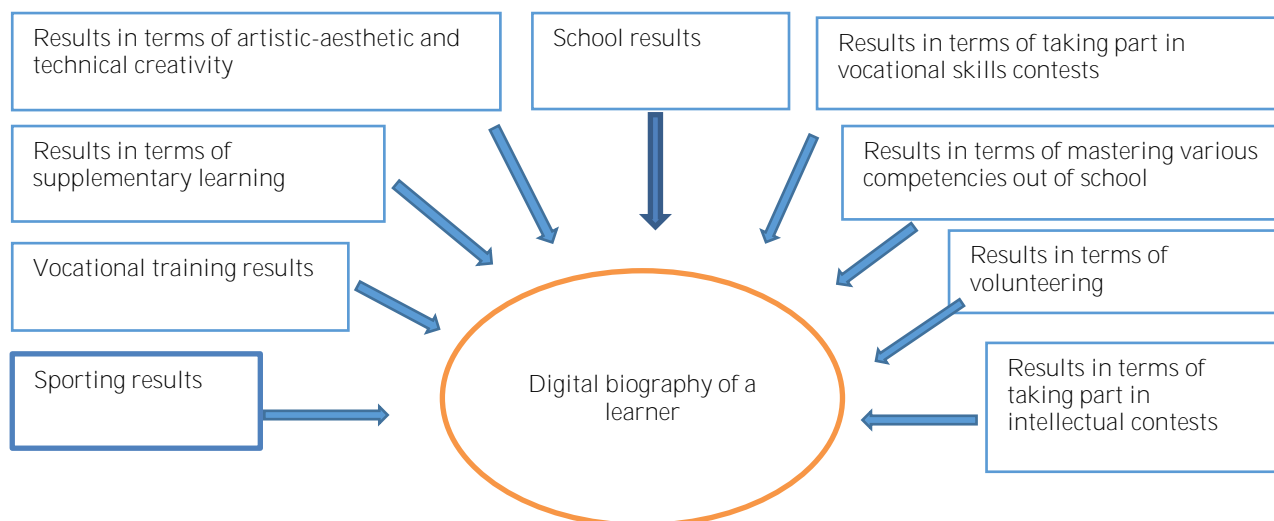 Results in terms of artistic-aesthetic and
technical creativity
School results
Results in terms of taking part in
vocational skills contests
Results in terms of
supplementary learning
Results in terms of mastering various
competencies out of school
Vocational training results
Results in terms of
volunteering
Sporting results
Results in terms of
taking part in
intellectual contests
Digital biography of a
learner